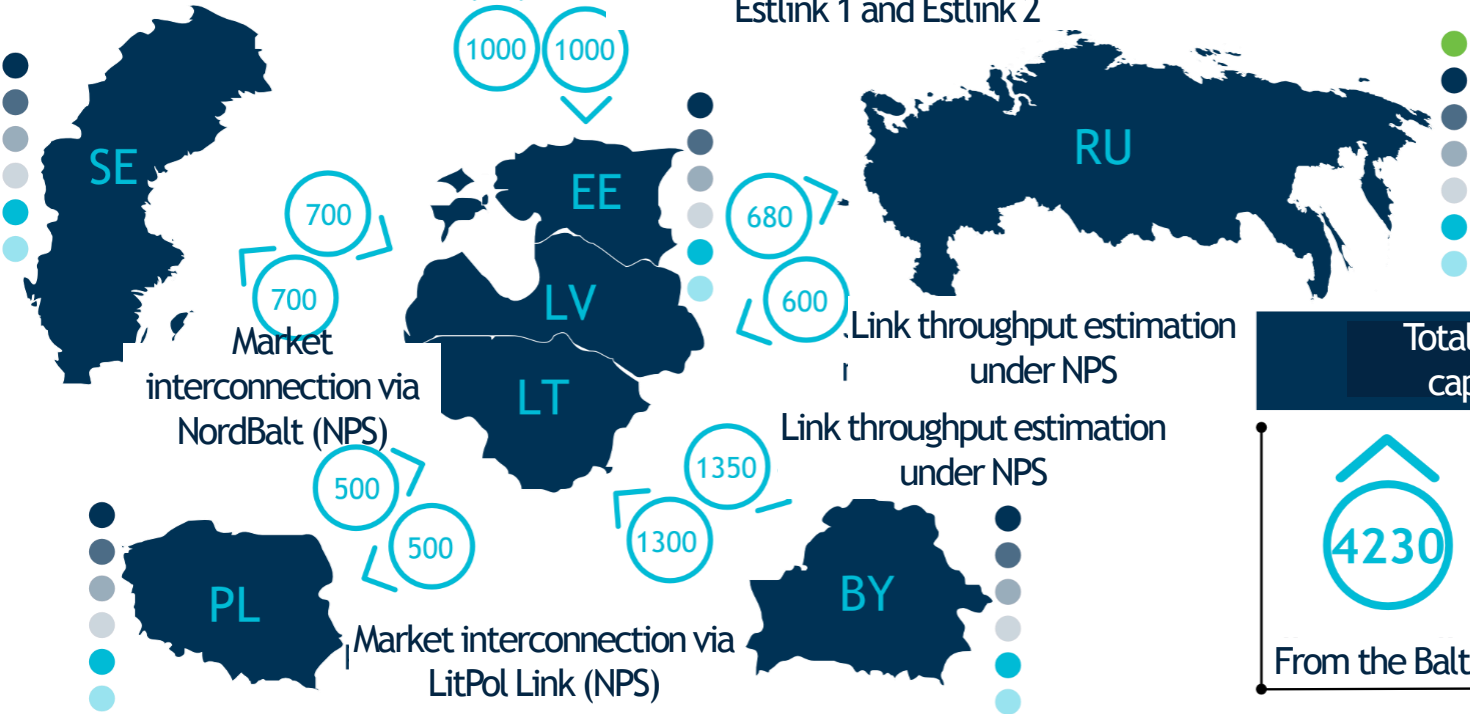 Estlink 1 and Estlink 2
1000
1000
SE
EE
RU
700
680
700
600
LV
Market
interconnection via
NordBalt (NPS)
Link throughput estimation
under NPS
Total
LT
Link throughput estimation
under NPS
500
1350
500
1300
4230
PL
BY
Market interconnection via
LitPol Link (NPS)
From the Balt